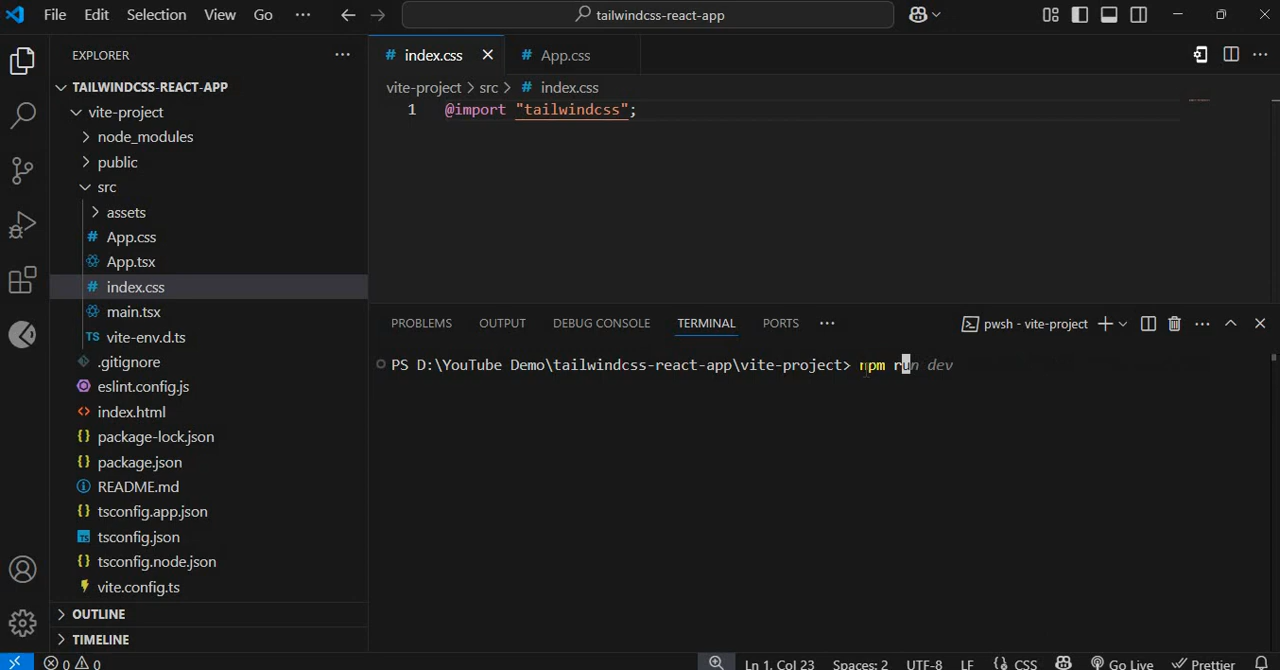 File Edit Selection View Go ··· tailwindcss-react-app
EXPLORER ···
TAILWINDCSS-REACT-APP
vite-project
node_modules
public
src
assets
# App.css
App.tsx
# index.css
main.tsx
TS vite-env.d.ts
.gitignore
eslint.config.js
<> index.html
{} package-lock.json
{} package.json
README.md
{} tsconfig.app.json
TS tsconfig.json
{} tsconfig.node.json
vite.config.ts
OUTLINE
TIMELINE
# index.css # App.css ···
vite-project > src > # index.css
1 @import "tailwindcss";
PROBLEMS OUTPUT DEBUG CONSOLE TERMINAL PORTS ··· pwsh - vite-project ···
PS D:\YouTube Demo\tailwindcss-react-app\vite-project> npm run dev
0 0 Ln 1, Col 23 Spaces: 2 UTF-8 LF {} CSS Go Live Prettier